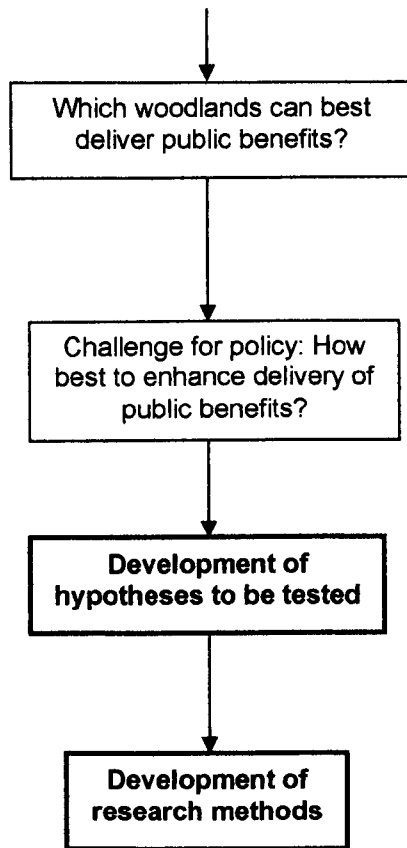 Which woodlands can best
deliver public benefits?
Challenge for policy: How
best to enhance delivery of
public benefits?
Development of
hypotheses to be tested
Development of
research methods